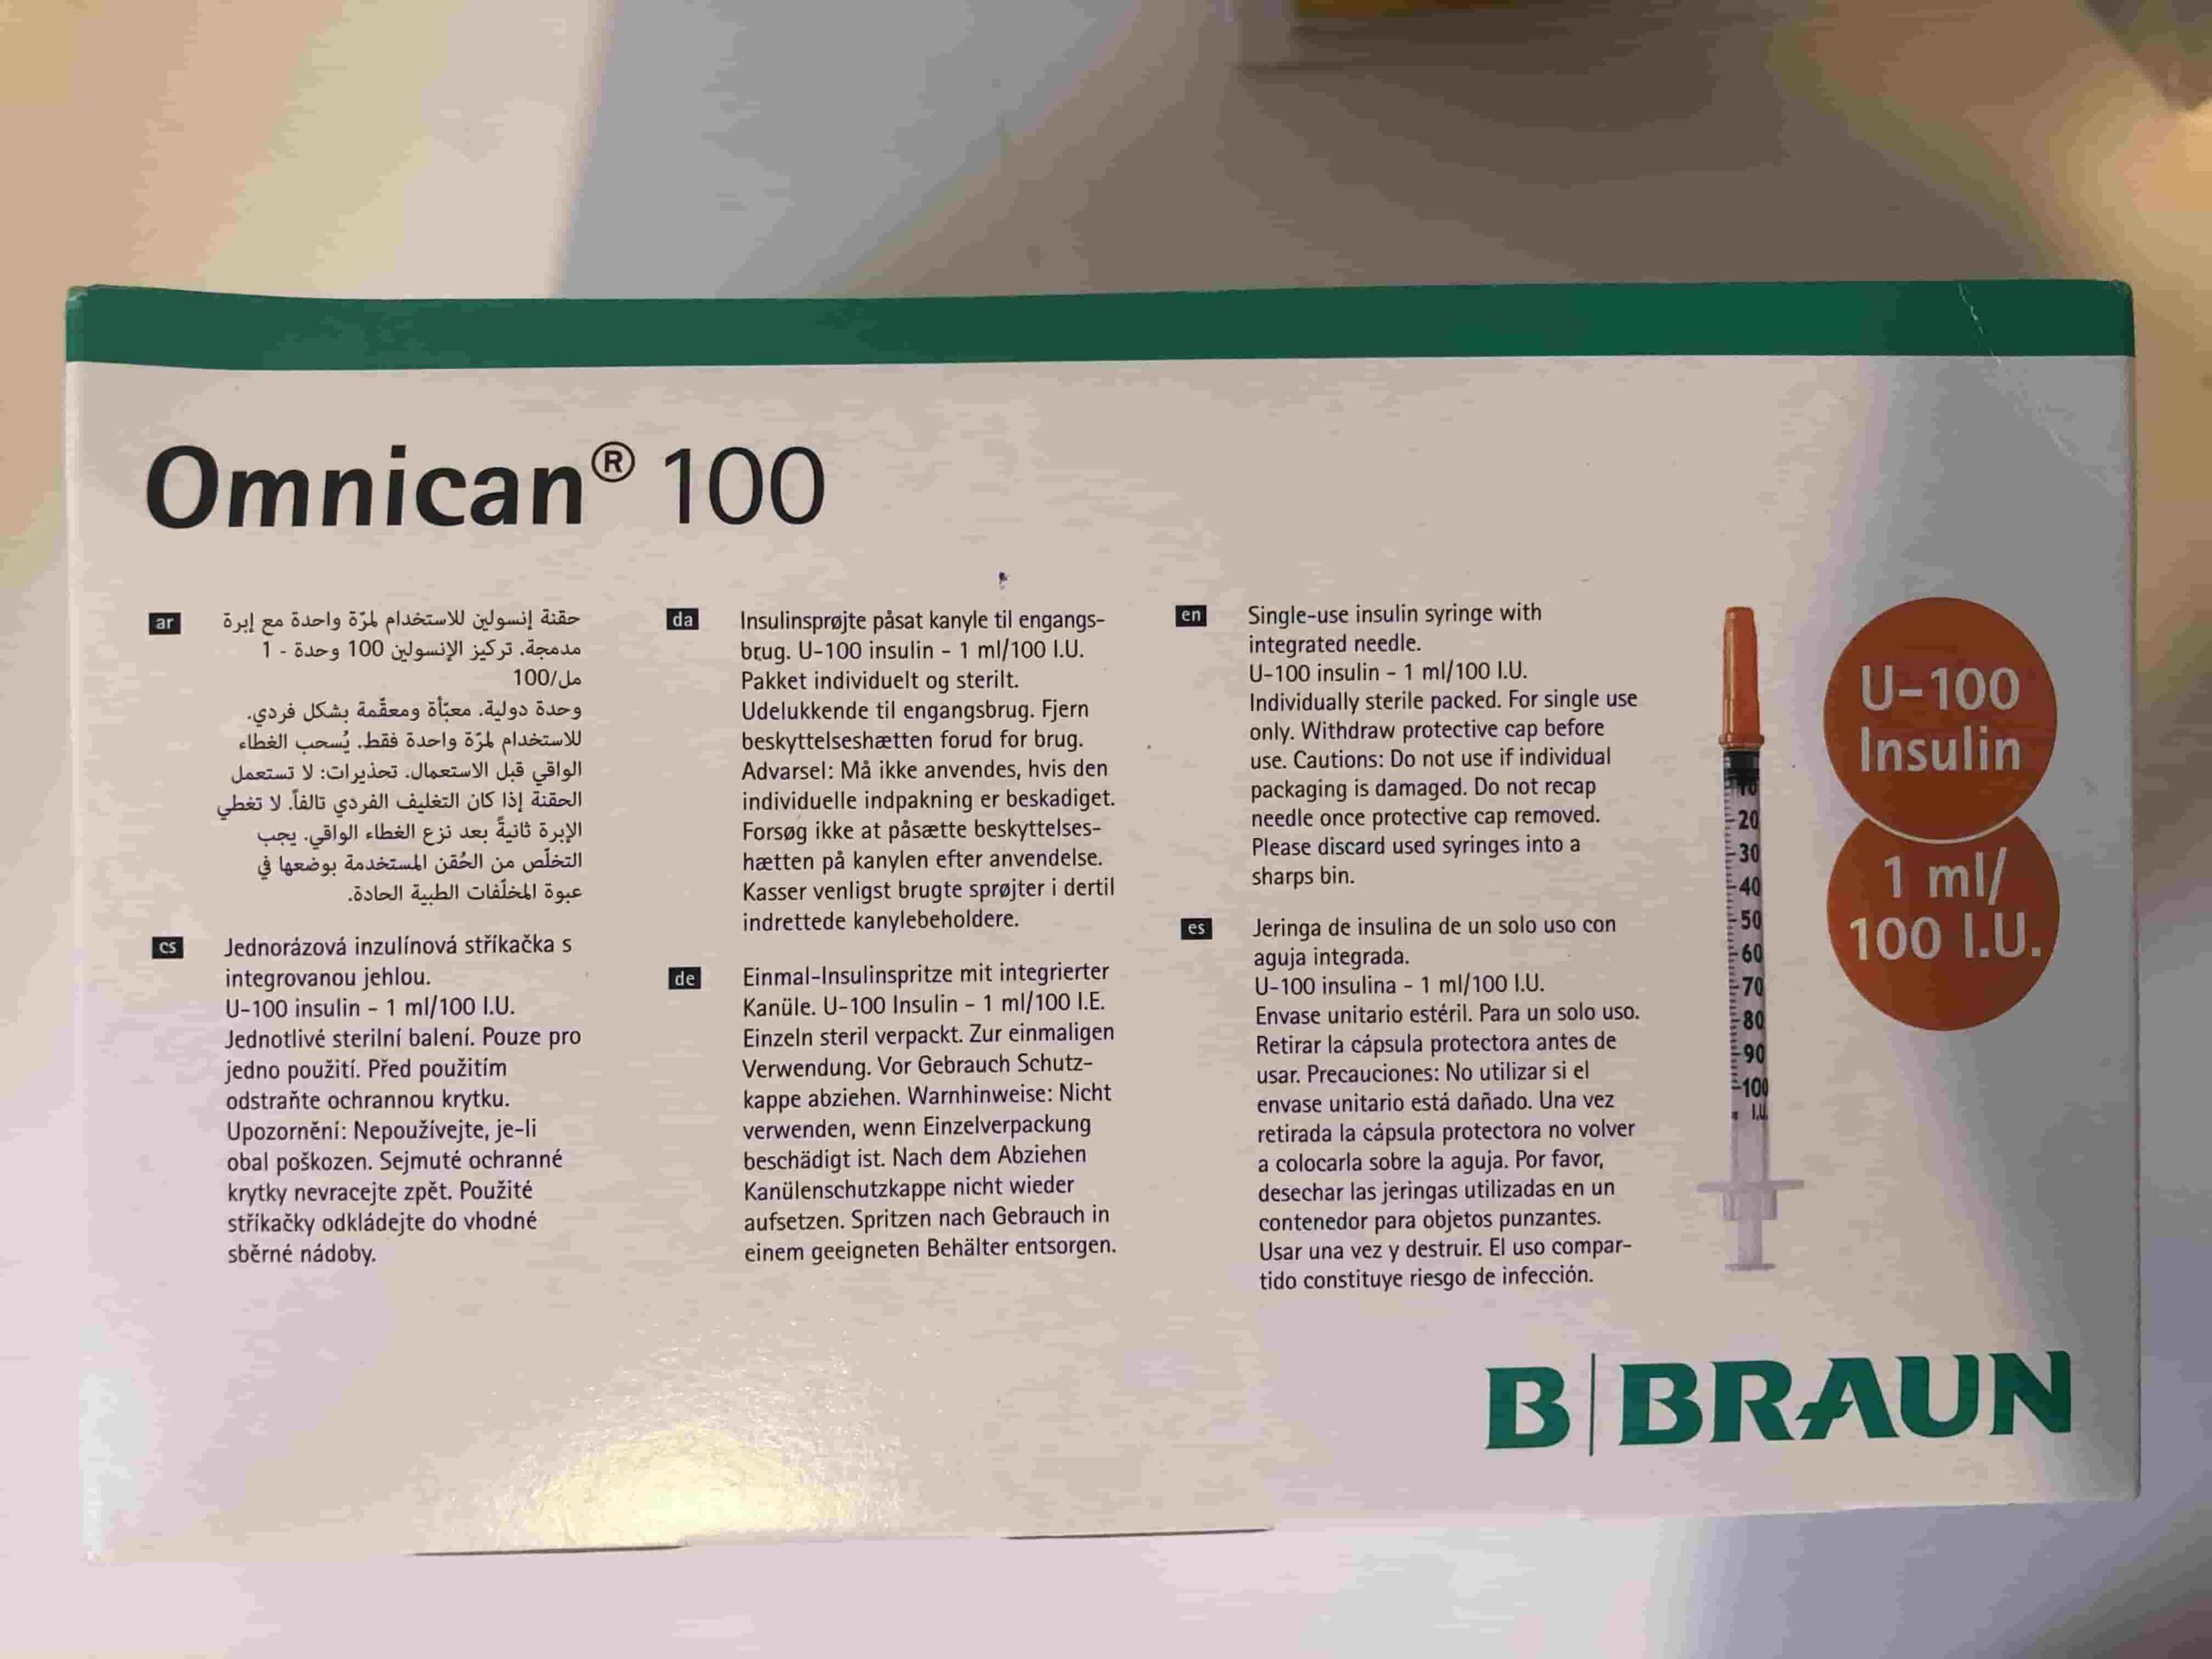 Omnican® 100
ar
حقنة إنسولين للاستخدام لمرّة واحدة مع إبرة
مدمجة. تركيز الإنسولين 100 وحدة - 1
مل/100
وحدة دولية. معبّأة ومعقّمة بشكل فردي.
للاستخدام لمرّة واحدة فقط. يُسحب الغطاء
الواقي قبل الاستعمال. تحذيرات: لا تستعمل
الحقنة إذا كان التغليف الفردي تالفاً. لا تغطي
الإبرة ثانيةً بعد نزع الغطاء الواقي. يجب
التخلّص من الحُقن المستخدمة بوضعها في
عبوة المخلّفات الطبية الحادة.
cs
Jednorázová inzulínová stříkačka s
integrovanou jehlou.
U-100 insulin - 1 ml/100 I.U.
Jednotlivé sterilní balení. Pouze pro
jedno použití. Před použitím
odstraňte ochrannou krytku.
Upozornění: Nepoužívejte, je-li
obal poškozen. Sejmuté ochranné
krytky nevracejte zpět. Použité
stříkačky odkládejte do vhodné
sběrné nádoby.
da
Insulinsprøjte påsat kanyle til engangs-
brug. U-100 insulin - 1 ml/100 I.U.
Pakket individuelt og sterilt.
Udelukkende til engangsbrug. Fjern
beskyttelseshætten forud for brug.
Advarsel: Må ikke anvendes, hvis den
individuelle indpakning er beskadiget.
Forsøg ikke at påsætte beskyttelses-
hætten på kanylen efter anvendelse.
Kasser venligst brugte sprøjter i dertil
indrettede kanylebeholdere.
de
Einmal-Insulinspritze mit integrierter
Kanüle. U-100 Insulin - 1 ml/100 I.E.
Einzeln steril verpackt. Zur einmaligen
Verwendung. Vor Gebrauch Schutz-
kappe abziehen. Warnhinweise: Nicht
verwenden, wenn Einzelverpackung
beschädigt ist. Nach dem Abziehen
Kanülenschutzkappe nicht wieder
aufsetzen. Spritzen nach Gebrauch in
einem geeigneten Behälter entsorgen.
en
Single-use insulin syringe with
integrated needle.
U-100 insulin - 1 ml/100 I.U.
Individually sterile packed. For single use
only. Withdraw protective cap before
use. Cautions: Do not use if individual
packaging is damaged. Do not recap
needle once protective cap removed.
Please discard used syringes into a
sharps bin.
es
Jeringa de insulina de un solo uso con
aguja integrada.
U-100 insulina - 1 ml/100 I.U.
Envase unitario estéril. Para un solo uso.
Retirar la cápsula protectora antes de
usar. Precauciones: No utilizar si el
envase unitario está dañado. Una vez
retirada la cápsula protectora no volver
a colocarla sobre la aguja. Por favor,
desechar las jeringas utilizadas en un
contenedor para objetos punzantes.
Usar una vez y destruir. El uso compar-
tido constituye riesgo de infección.
10
20
30
40
50
60
70
80
90
100
I.U.
U-100
Insulin
1 ml/
100 I.U.
B|BRAUN